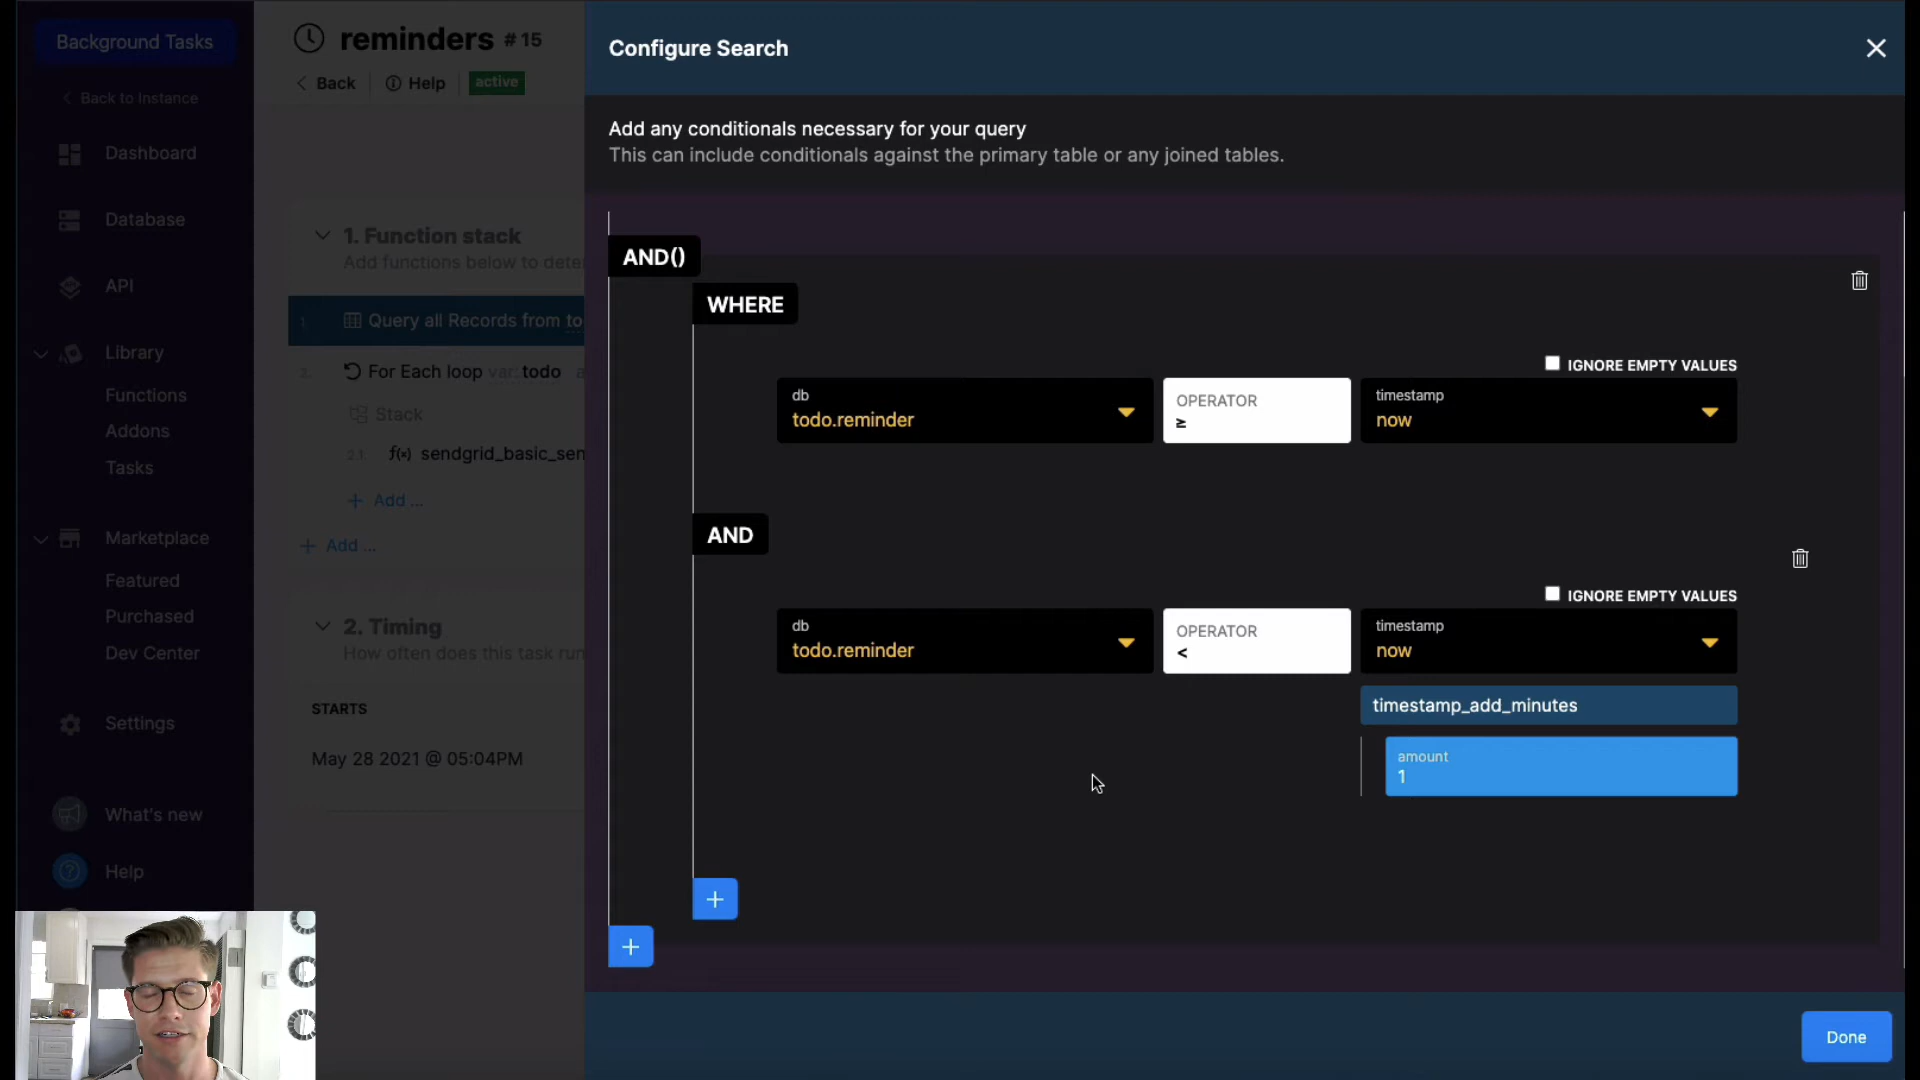 Background Tasks
Back to Instance
Dashboard
Database
API
Library
Functions
Addons
Tasks
Marketplace
Featured
Purchased
Dev Center
Settings
What's new
Help
reminders #15
Back
Help
active
1. Function stack
Add functions below to dete
1. Query all Records from to
2. For Each loop var: todo a
Stack
2.1. f(x) sendgrid_basic_sen
+ Add ...
+ Add ...
2. Timing
How often does this task run
STARTS
May 28 2021 @ 05:04PM
Configure Search
Add any conditionals necessary for your query
This can include conditionals against the primary table or any joined tables.
AND()
WHERE
IGNORE EMPTY VALUES
db
todo.reminder
OPERATOR
≥
timestamp
now
AND
IGNORE EMPTY VALUES
db
todo.reminder
OPERATOR
<
timestamp
now
timestamp_add_minutes
amount
1
+
+
Done